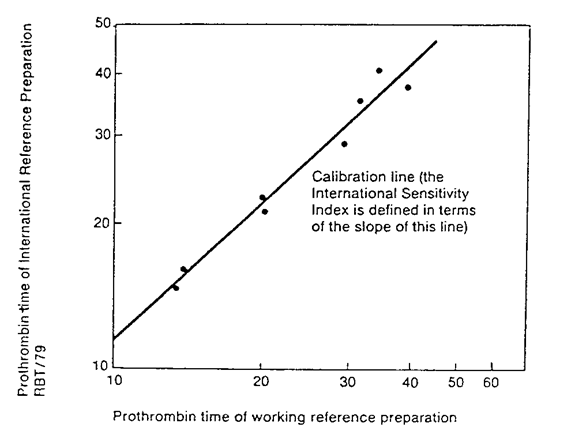 Prothrombin time of International Reference Preparation
RBT/79
50
40
30
20
10
Calibration line (the
International Sensitivity
Index is defined in terms
of the slope of this line)
10 20 30 40 50 60
Prothrombin time of working reference preparation